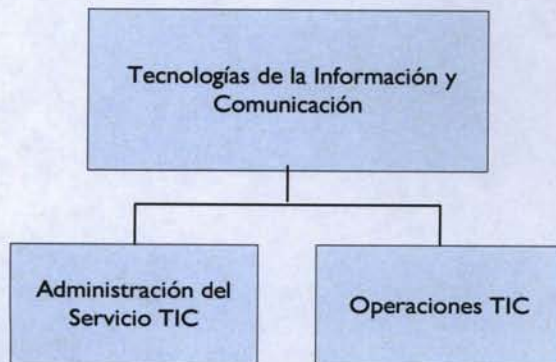 Tecnologías de la Información y
Comunicación
Administración del
Servicio TIC
Operaciones TIC